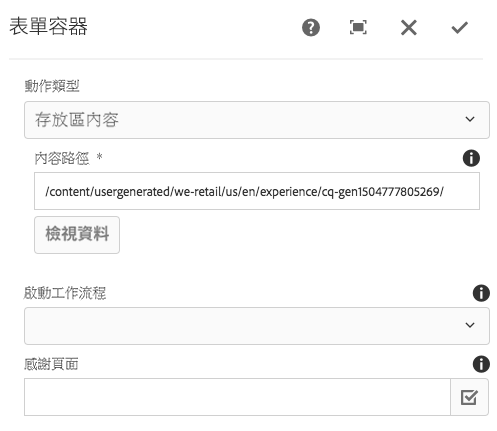 表單容器
動作類型
存放區內容
內容路徑 *
/content/usergenerated/we-retail/us/en/experience/cq-gen1504777805269/
檢視資料
啟動工作流程
感謝頁面